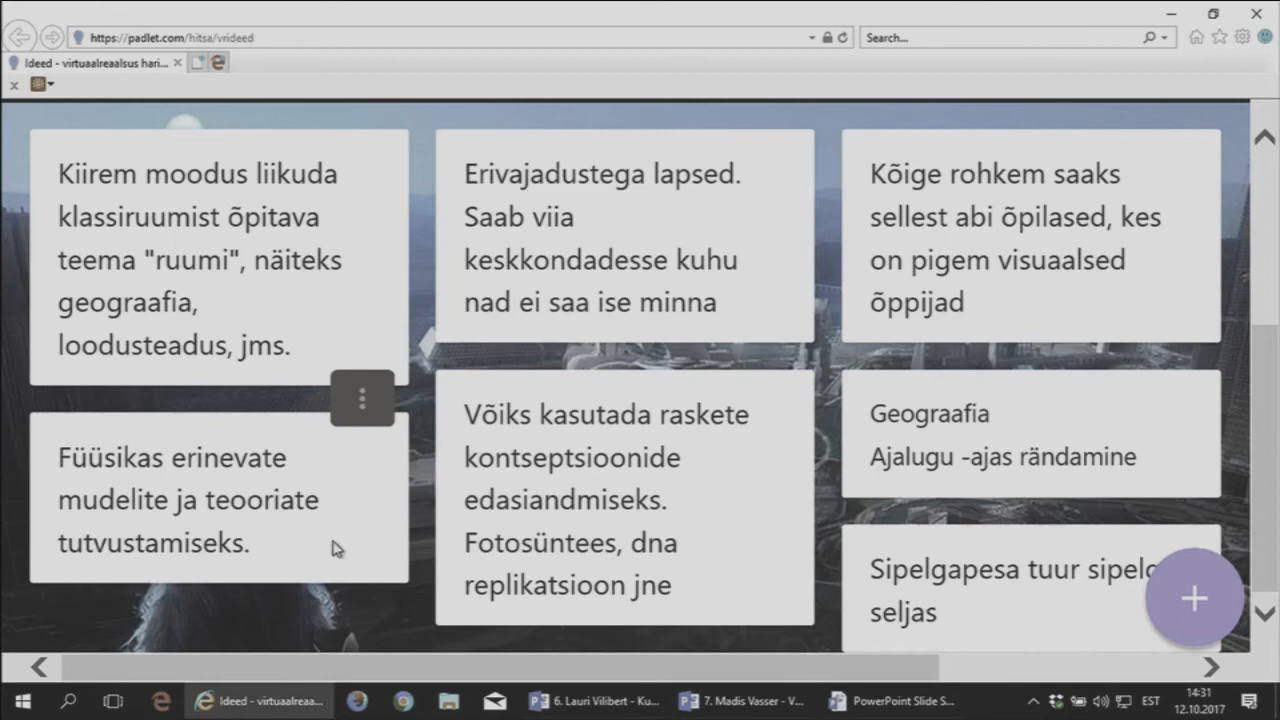 https://padlet.com/hitsa/vrideed
Search...
Ideed - virtuaalreaalsus hari...
Kiirem moodus liikuda
klassiruumist õpitava
teema "ruumi", näiteks
geograafia,
loodusteadus, jms.
Füüsikas erinevate
mudelite ja teooriate
tutvustamiseks.
Erivajadustega lapsed.
Saab viia
keskkondadesse kuhu
nad ei saa ise minna
Võiks kasutada raskete
kontseptsioonide
edasiandmiseks.
Fotosüntees, dna
replikatsioon jne
Kõige rohkem saaks
sellest abi õpilased, kes
on pigem visuaalsed
õppijad
Geograafia
Ajalugu -ajas rändamine
Sipelgapesa tuur
seljas
Ideed - virtuaalreaa...
6. Lauri Vilibert - Ku...
7. Madis Vasser - V...
PowerPoint Slide S...
EST
14:31
12.10.2017